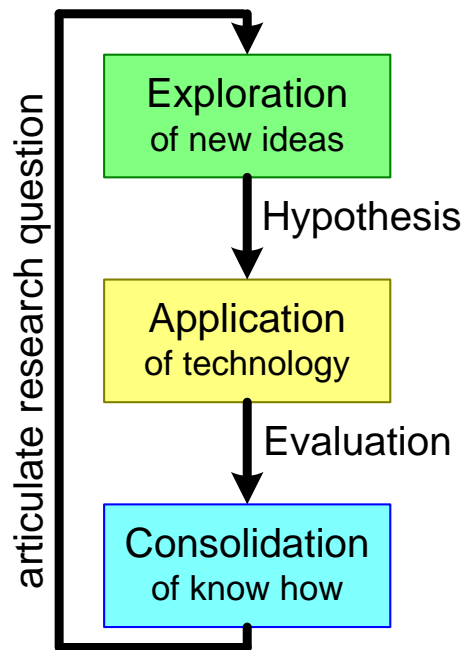 Exploration
of new ideas
Hypothesis
Application
of technology
Evaluation
Consolidation
of know how
articulate research question